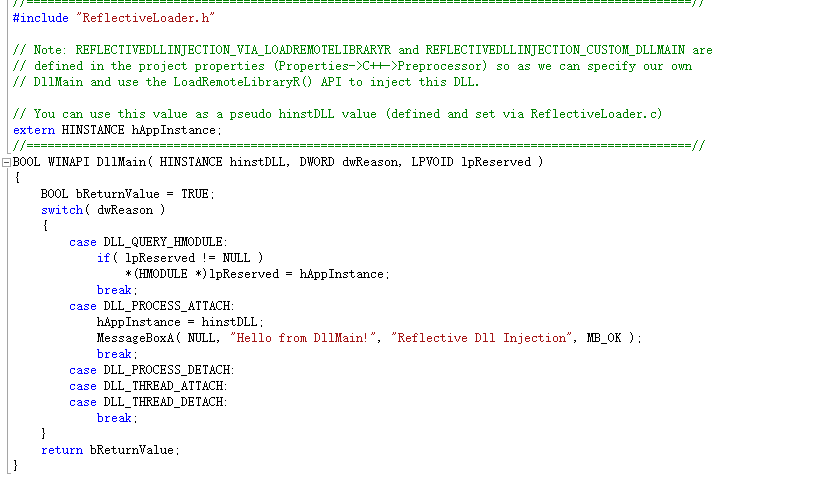 //===============================================================================================//
#include "ReflectiveLoader.h"
// Note: REFLECTIVEDLLINJECTION_VIA_LOADREMOTELIBRARYR and REFLECTIVEDLLINJECTION_CUSTOM_DLLMAIN are
// defined in the project properties (Properties->C++->Preprocessor) so as we can specify our own
// DllMain and use the LoadRemoteLibraryR() API to inject this DLL.
// You can use this value as a pseudo hinstDLL value (defined and set via ReflectiveLoader.c)
extern HINSTANCE hAppInstance;
//===============================================================================================//
BOOL WINAPI DllMain( HINSTANCE hinstDLL, DWORD dwReason, LPVOID lpReserved )
{
    BOOL bReturnValue = TRUE;
    switch( dwReason )
    {
        case DLL_QUERY_HMODULE:
            if( lpReserved != NULL )
                *(HMODULE *)lpReserved = hAppInstance;
            break;
        case DLL_PROCESS_ATTACH:
            hAppInstance = hinstDLL;
            MessageBoxA( NULL, "Hello from DllMain!", "Reflective Dll Injection", MB_OK );
            break;
        case DLL_PROCESS_DETACH:
        case DLL_THREAD_ATTACH:
        case DLL_THREAD_DETACH:
            break;
    }
    return bReturnValue;
}